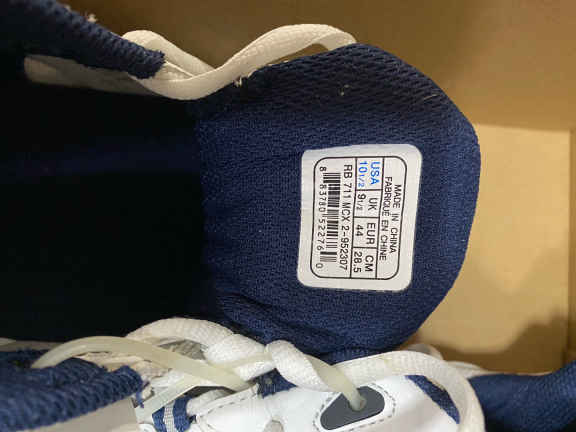 MADE IN CHINA
FABRIQUÉ EN CHINE
USA UK EUR CM
10 1/2 9 1/2 44 28.5
RB 711 MCX 2-952307
8 83780 52276 0